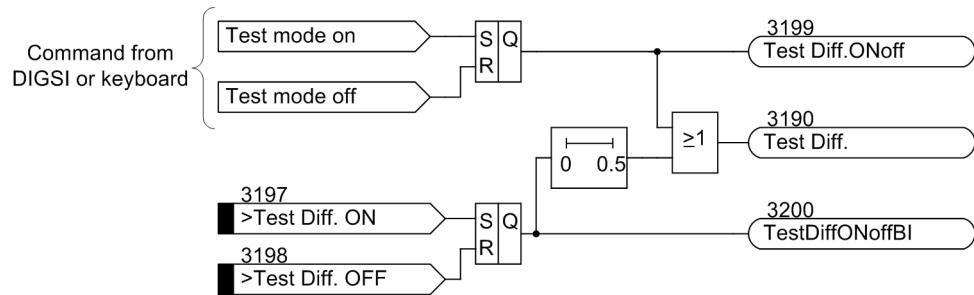 Command from
DIGSI or keyboard
Test mode on
Test mode off
S Q
R
3199
Test Diff.ONoff
3190
Test Diff.
≥1
0 0.5
3197
>Test Diff. ON
3198
>Test Diff. OFF
S Q
R
3200
TestDiffONoffBI